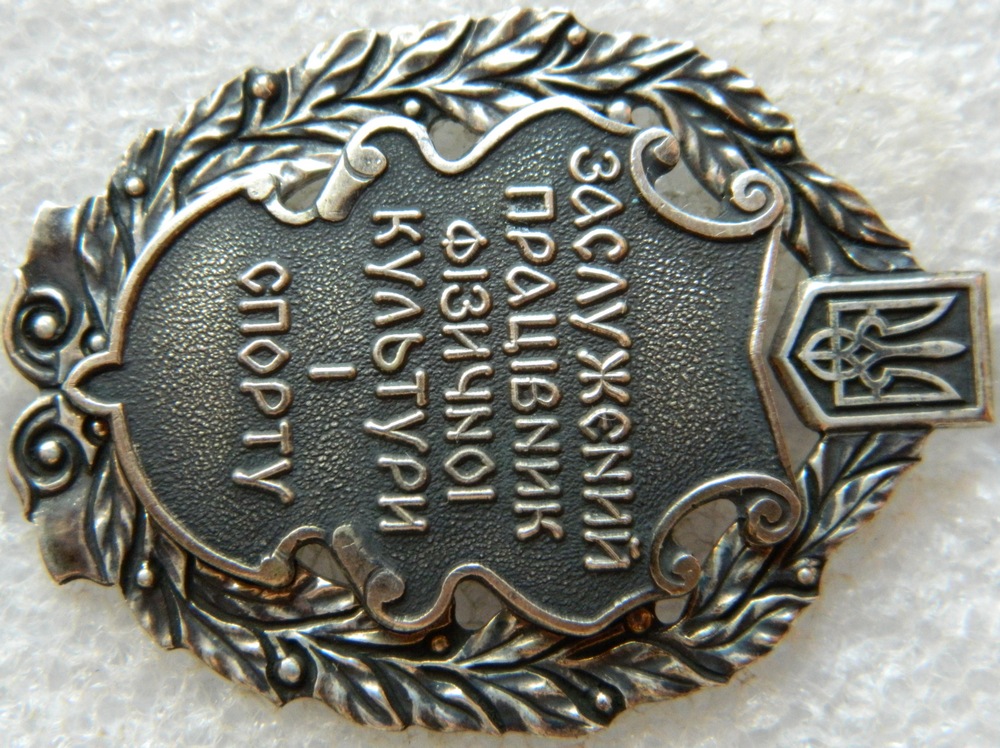 ЗАСЛУЖЕНИЙ
ПРАЦІВНИК
ФІЗИЧНОЇ
КУЛЬТУРИ
І
СПОРТУ